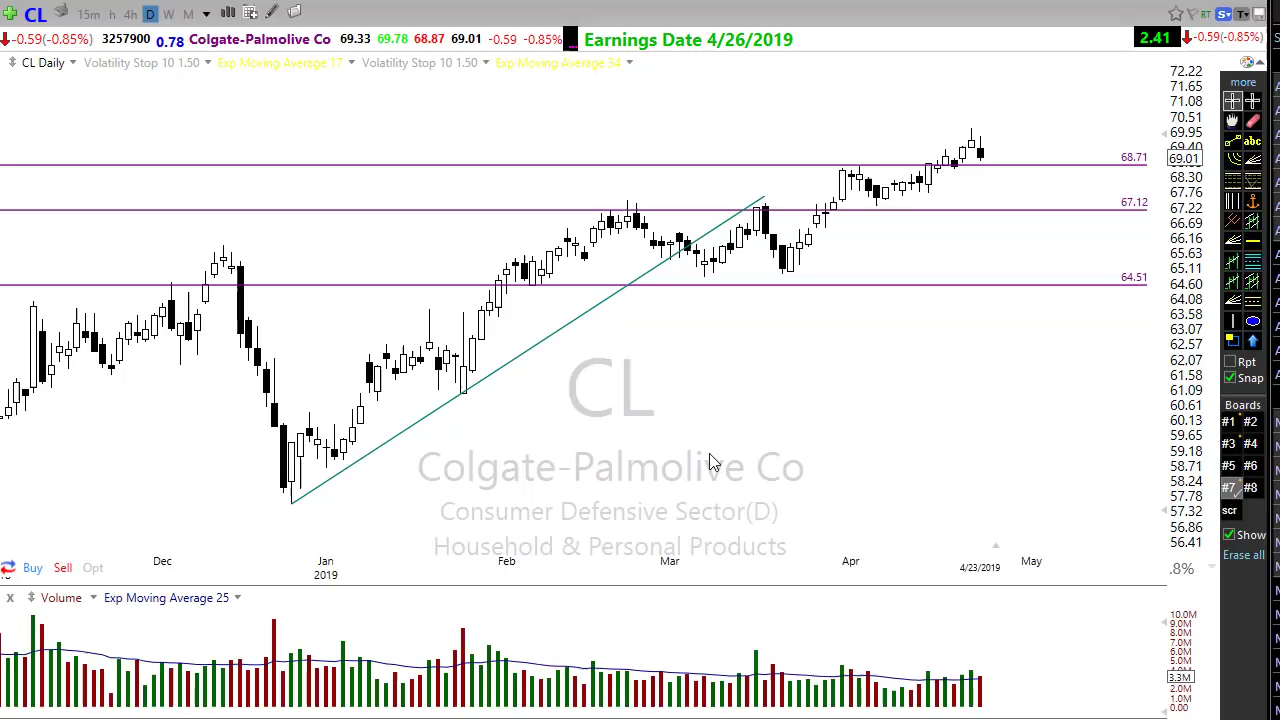 CL 15m h 4h D W M RT S T
-0.59(-0.85%) 3257900 0.78 Colgate-Palmolive Co 69.33 69.78 68.87 69.01 -0.59 -0.85% Earnings Date 4/26/2019 2.41 -0.59(-0.85%)
CL Daily Volatility Stop 10 1.50 Exp Moving Average 17 Volatility Stop 10 1.50 Exp Moving Average 34
72.22
71.65
71.08
70.51
69.95
69.40
69.01
68.71
68.30
67.76
67.12
67.22
66.69
66.16
65.63
65.11
64.51
64.60
64.08
63.58
63.07
62.57
62.07
61.58
61.09
60.61
60.13
59.65
59.18
58.71
58.24
57.78
57.32
56.86
56.41
more
abc
Rpt
Snap
Boards
#1 #2
#3 #4
#5 #6
#7 #8
scr
Show
Erase all
CL
Colgate-Palmolive Co
Consumer Defensive Sector(D)
Household & Personal Products
Dec Jan Feb Mar Apr 4/23/2019 May
2019
Buy Sell Opt
.8%
x Volume Exp Moving Average 25
10.0M
9.0M
8.0M
7.0M
6.0M
5.0M
3.3M
2.0M
1.0M
0.00